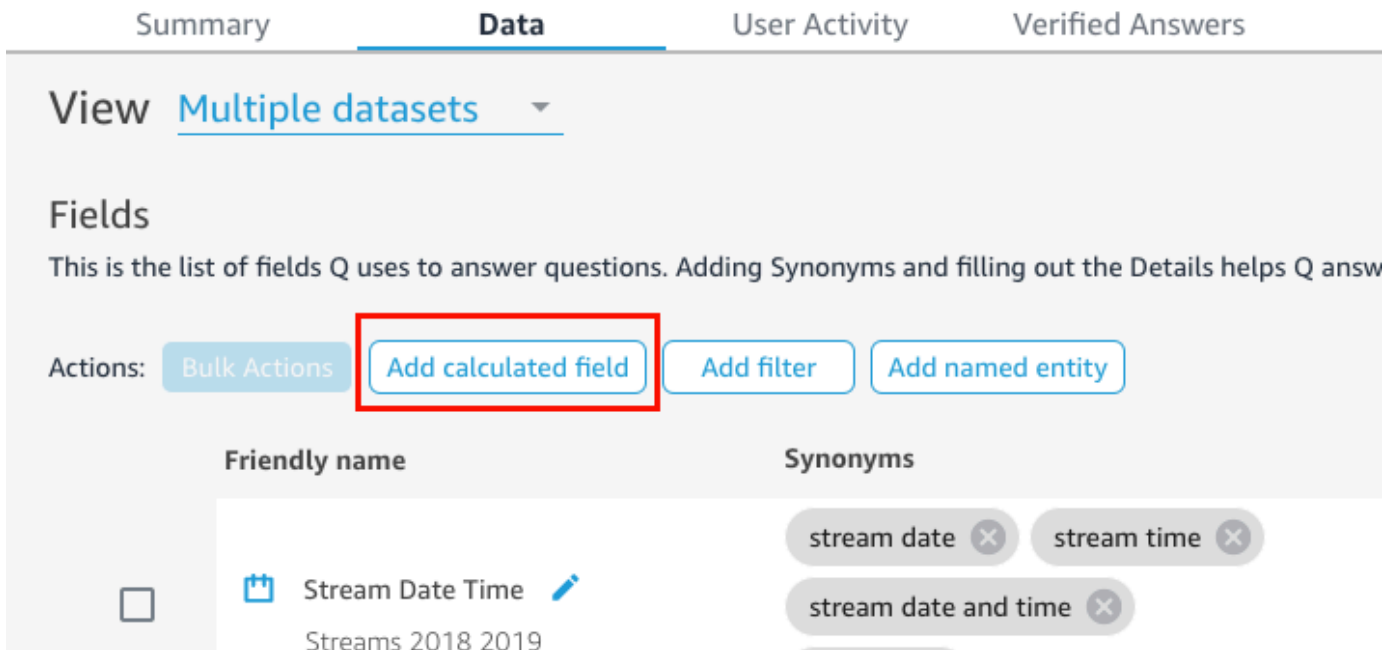 Summary Data User Activity Verified Answers
View Multiple datasets
Fields
This is the list of fields Q uses to answer questions. Adding Synonyms and filling out the Details helps Q answ
Actions: Bulk Actions Add calculated field Add filter Add named entity
Friendly name Synonyms
stream date stream time
Stream Date Time
stream date and time
Streams 2018 2019